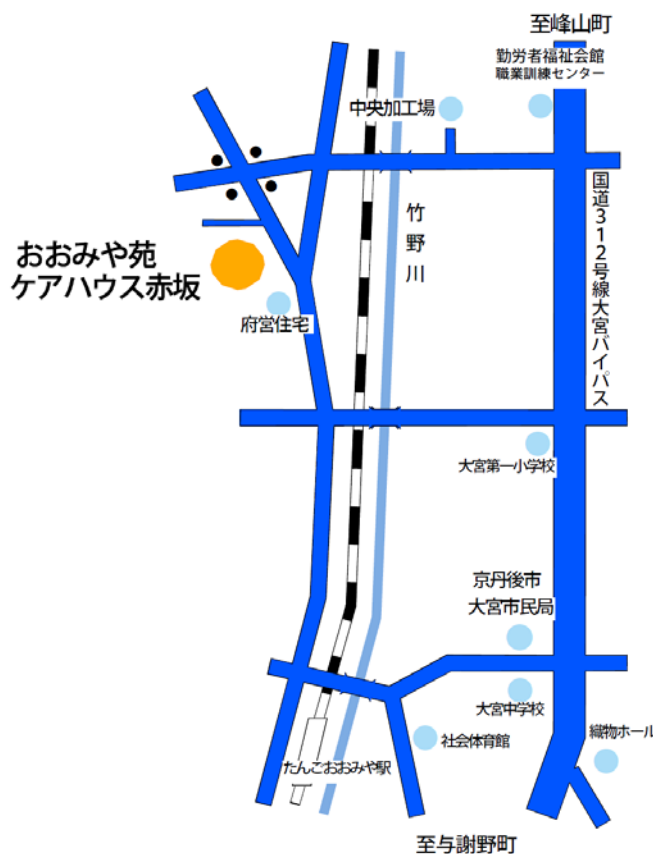 至峰山町
勤労者福祉会館
職業訓練センター
中央加工場
竹野川
国道312号線大宮バイパス
おおみや苑
ケアハウス赤坂
府営住宅
大宮第一小学校
京丹後市
大宮市民局
大宮中学校
織物ホール
社会体育館
たんごおおみや駅
至与謝野町